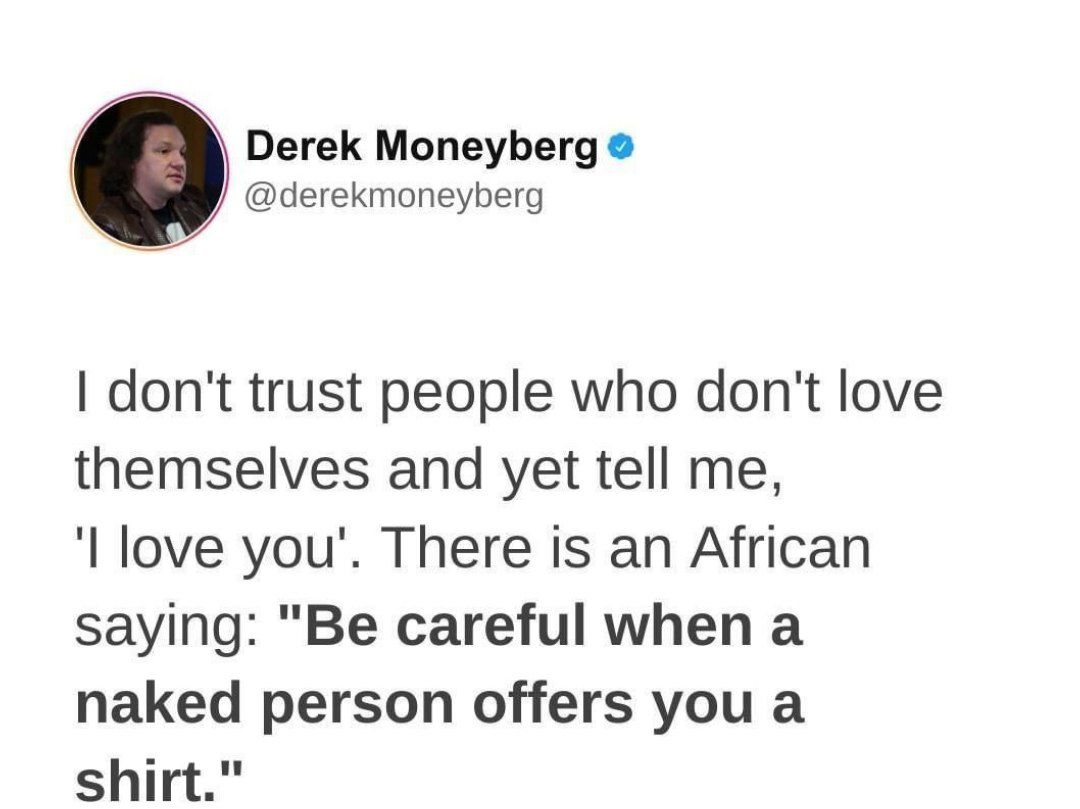 Derek Moneyberg
@derekmoneyberg
I don't trust people who don't love
themselves and yet tell me,
'I love you'. There is an African
saying: "Be careful when a
naked person offers you a
shirt."